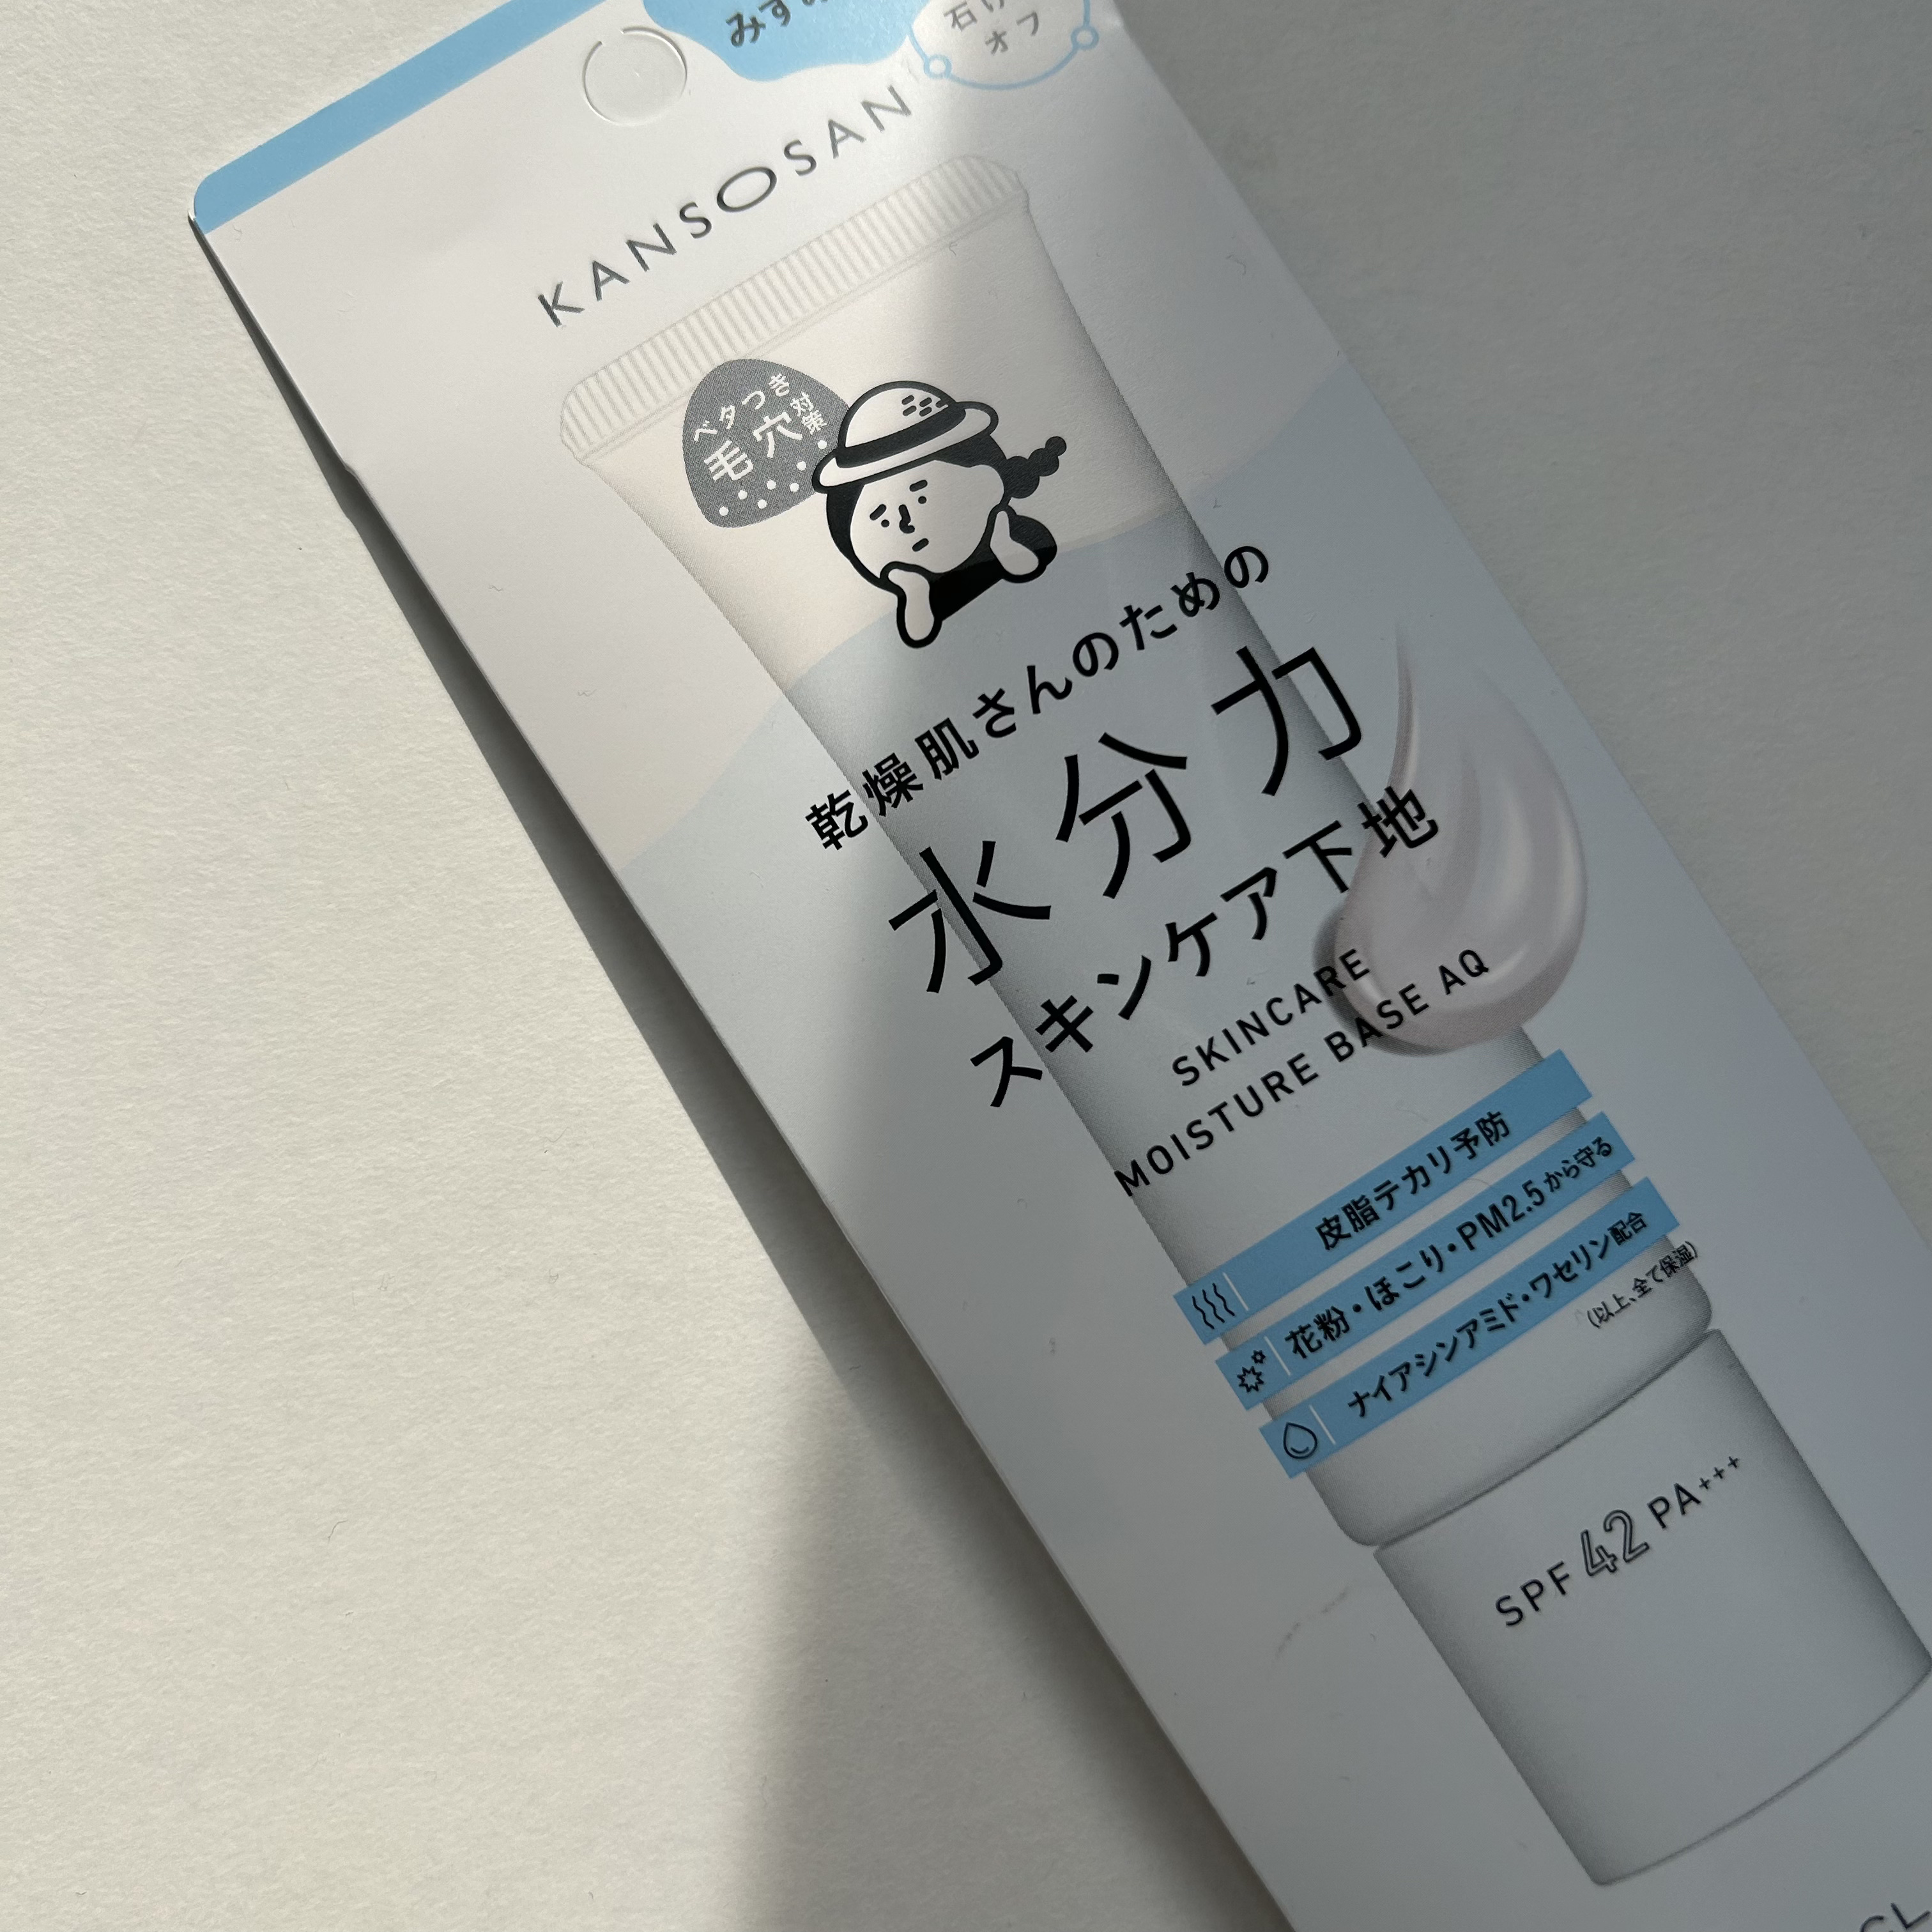 石け
オフ
KANSOSAN
ベタつき
毛穴対策
乾燥肌さんのための
水分力
スキンケア下地
SKINCARE
MOISTURE BASE AQ
皮脂テカリ予防
花粉・ほこり・PM2.5から守る
ナイアシンアミド・ワセリン配合
(以上、全て保湿)
SPF 42 PA+++